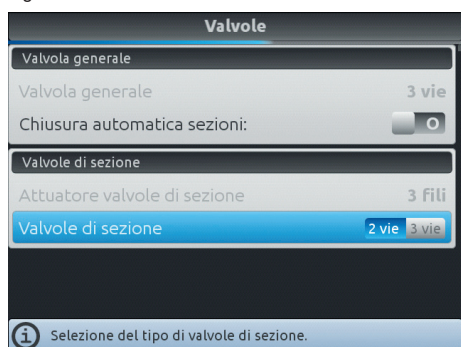 Valvole
Valvola generale
Valvola generale 3 vie
Chiusura automatica sezioni: O
Valvole di sezione
Attuatore valvole di sezione 3 fili
Valvole di sezione 2 vie 3 vie
i Selezione del tipo di valvole di sezione.